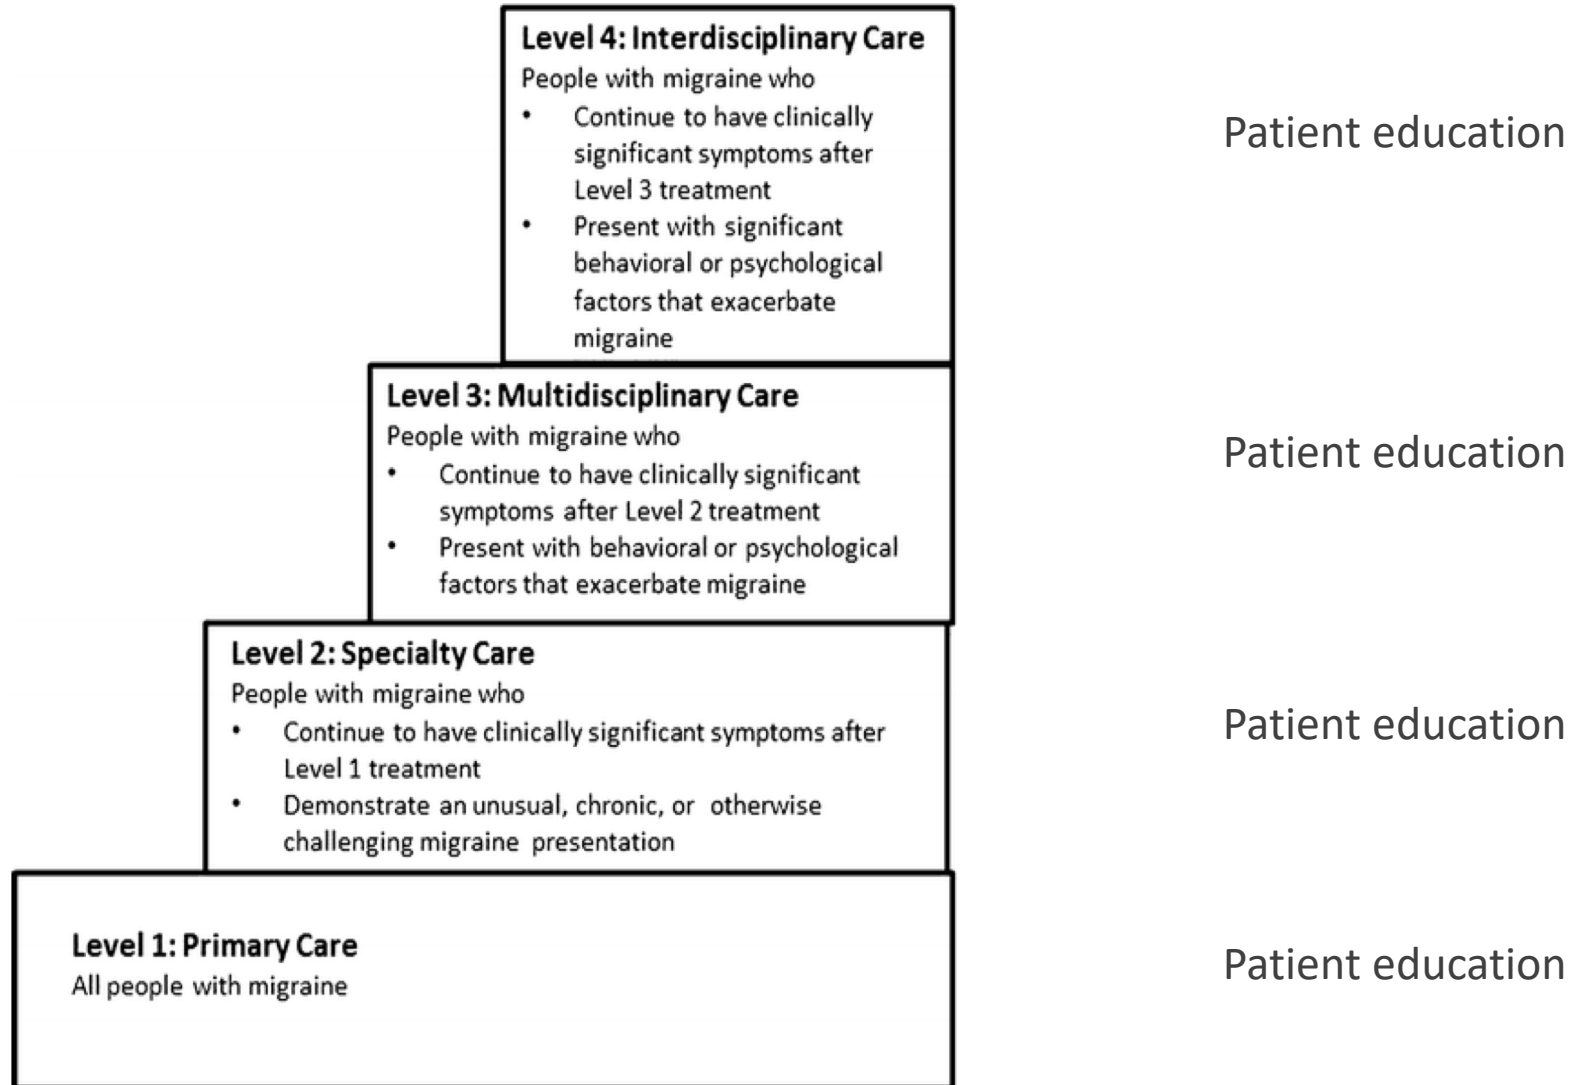 Level 4: Interdisciplinary Care
People with migraine who
• Continue to have clinically
significant symptoms after
Level 3 treatment
• Present with significant
behavioral or psychological
factors that exacerbate
migraine
Patient education
Level 3: Multidisciplinary Care
People with migraine who
• Continue to have clinically significant
symptoms after Level 2 treatment
• Present with behavioral or psychological
factors that exacerbate migraine
Patient education
Level 2: Specialty Care
People with migraine who
• Continue to have clinically significant symptoms after
Level 1 treatment
• Demonstrate an unusual, chronic, or otherwise
challenging migraine presentation
Patient education
Level 1: Primary Care
All people with migraine
Patient education